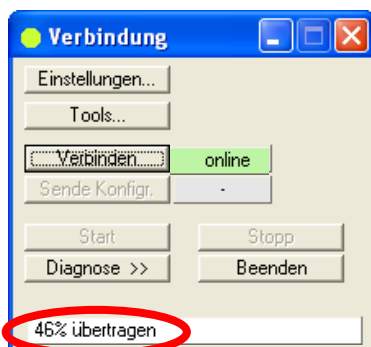 Verbindung
Einstellungen...
Tools...
Verbinden online
Sende Konfigr. -
Start Stopp
Diagnose >> Beenden
46% übertragen